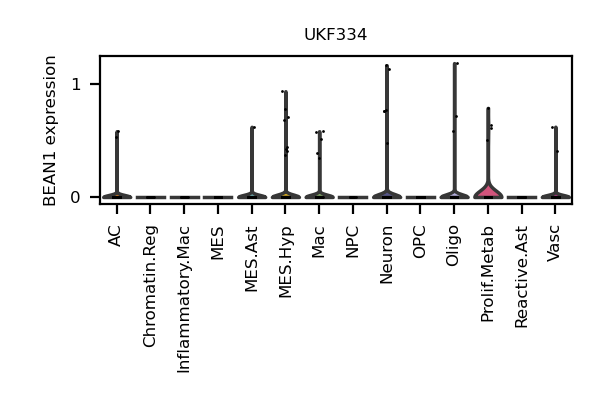 UKF334
BEAN1 expression
1
0
AC
Chromatin.Reg
Inflammatory.Mac
MES
MES.Ast
MES.Hyp
Mac
NPC
Neuron
OPC
Oligo
Prolif.Metab
Reactive.Ast
Vasc